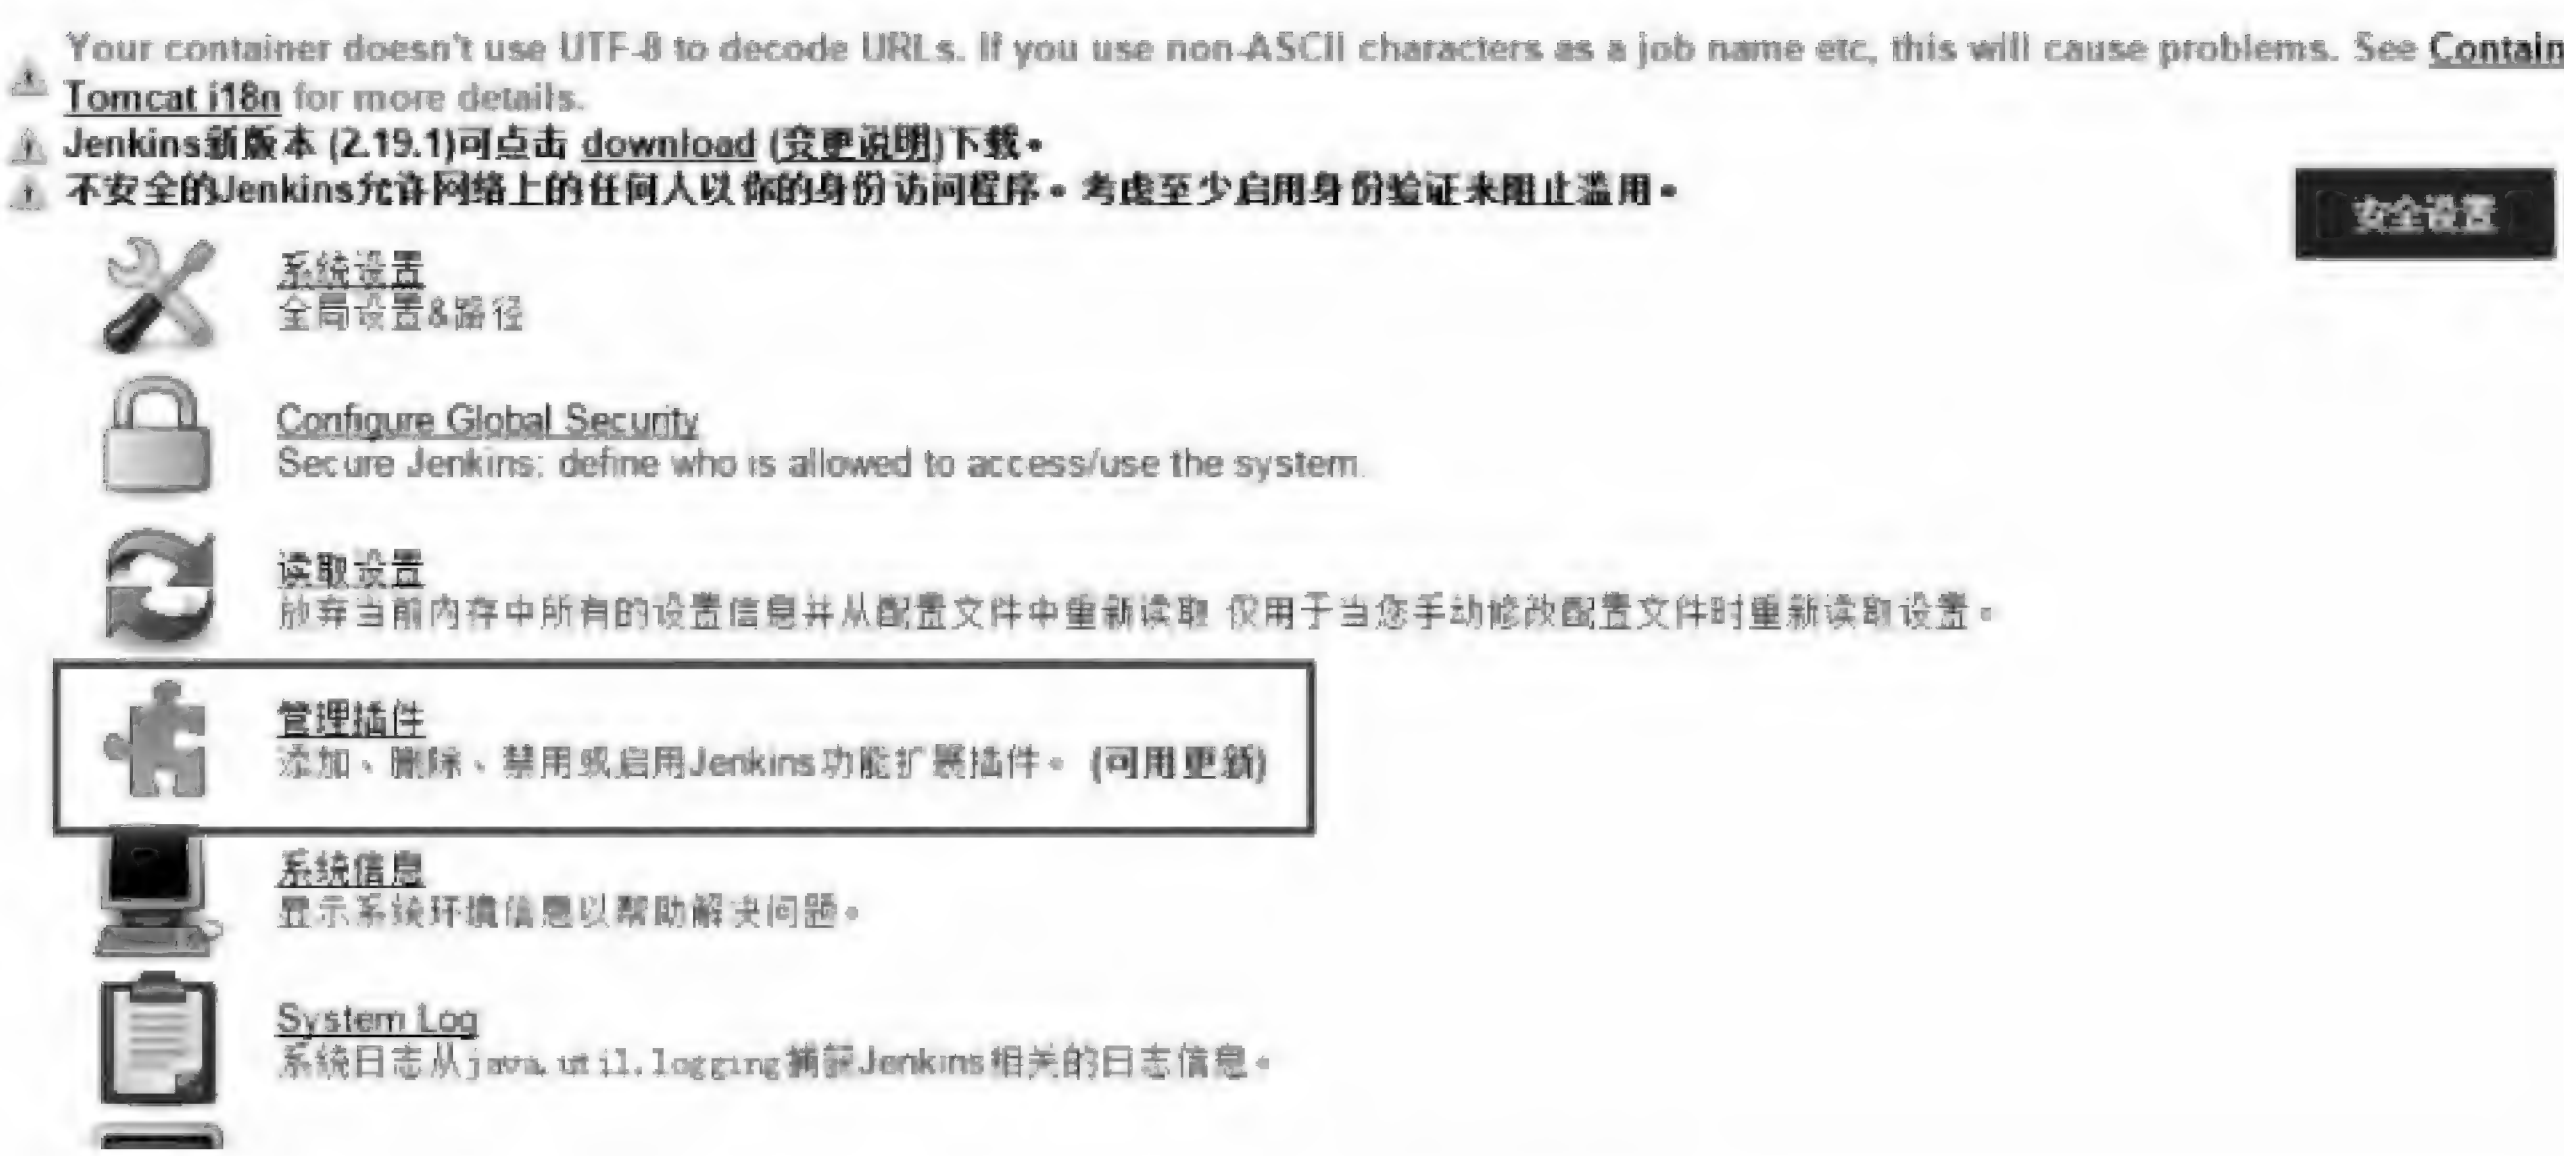 Your container doesn't use UTF-8 to decode URLs. If you use non-ASCII characters as a job name etc, this will cause problems. See Contain
Tomcat i18n for more details.
Jenkins新版本 (2.19.1)可点击 download (变更说明)下载。
不安全的Jenkins允许网络上的任何人以你的身份访问程序。考虑至少启用身份验证来阻止滥用。
安全设置
系统设置
全局设置&路径
Configure Global Security
Secure Jenkins; define who is allowed to access/use the system.
读取设置
放弃当前内存中所有的设置信息并从配置文件中重新读取 仅用于当您手动修改配置文件时重新读取设置。
管理插件
添加、删除、禁用或启用Jenkins功能扩展插件。 (可用更新)
系统信息
显示系统环境信息以帮助解决问题。
System Log
系统日志从java.util.logging捕获Jenkins相关的日志信息。